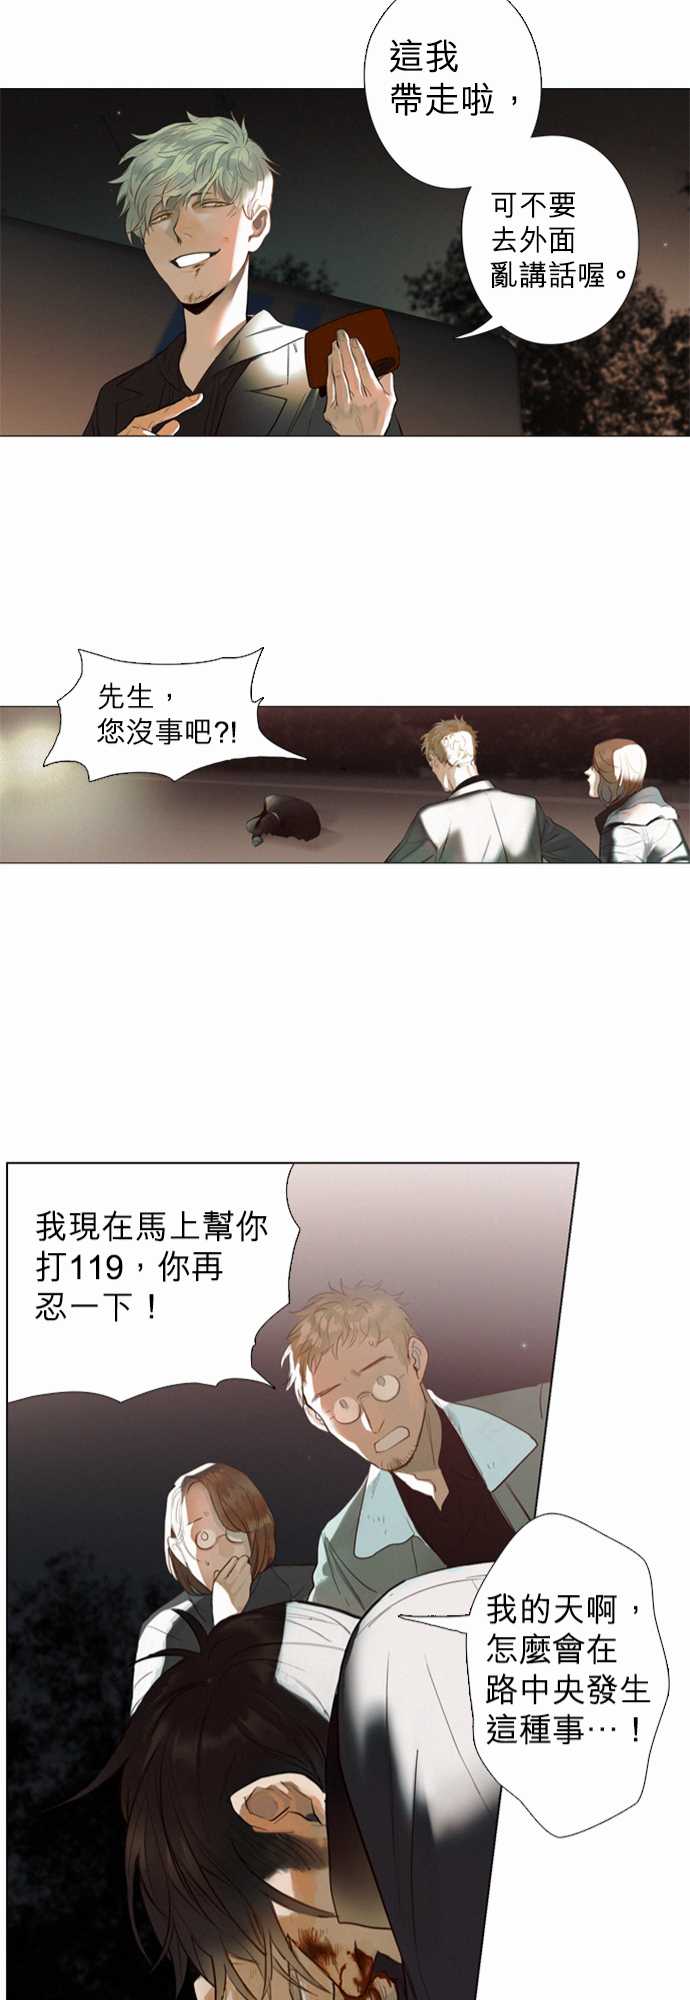 這我
帶走啦，
可不要
去外面
亂講話喔。
先生，
您沒事吧?!
我現在馬上幫你
打119，你再
忍一下！
我的天啊，
怎麼會在
路中央發生
這種事⋯！